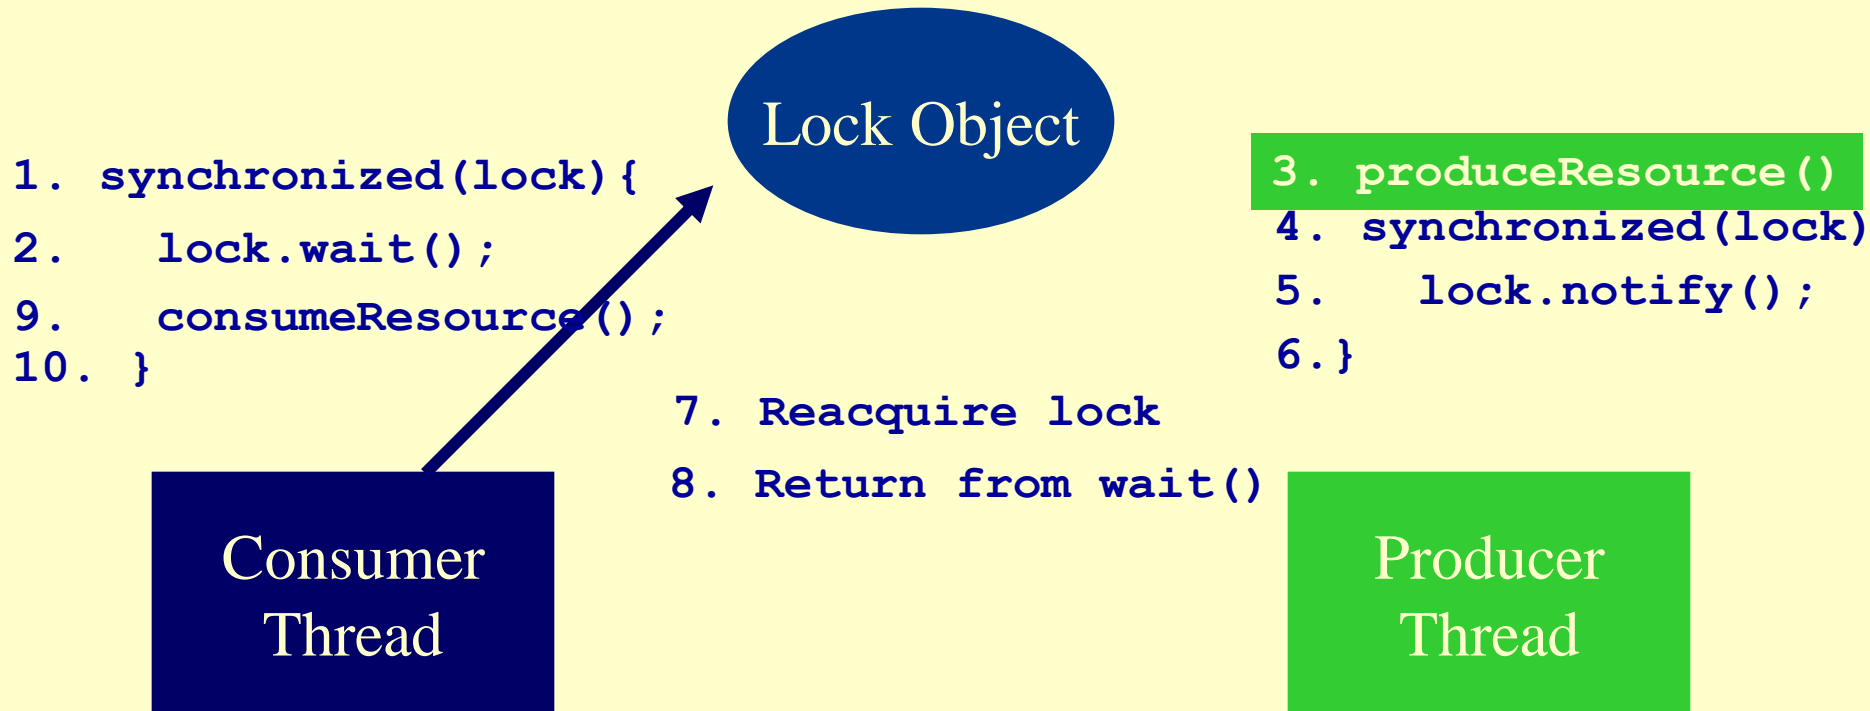 Lock Object
1. synchronized(lock){
2. lock.wait();
9. consumeResource();
10. }
3. produceResource()
4. synchronized(lock)
5. lock.notify();
6.}
7. Reacquire lock
8. Return from wait()
Consumer
Thread
Producer
Thread